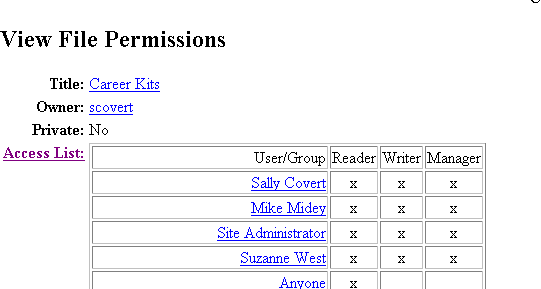 View File Permissions
Title: Career Kits
Owner: scovert
Private: No
Access List:
User/Group Reader Writer Manager
Sally Covert x x x
Mike Midey x x x
Site Administrator x x x
Suzanne West x x x
Anyone x